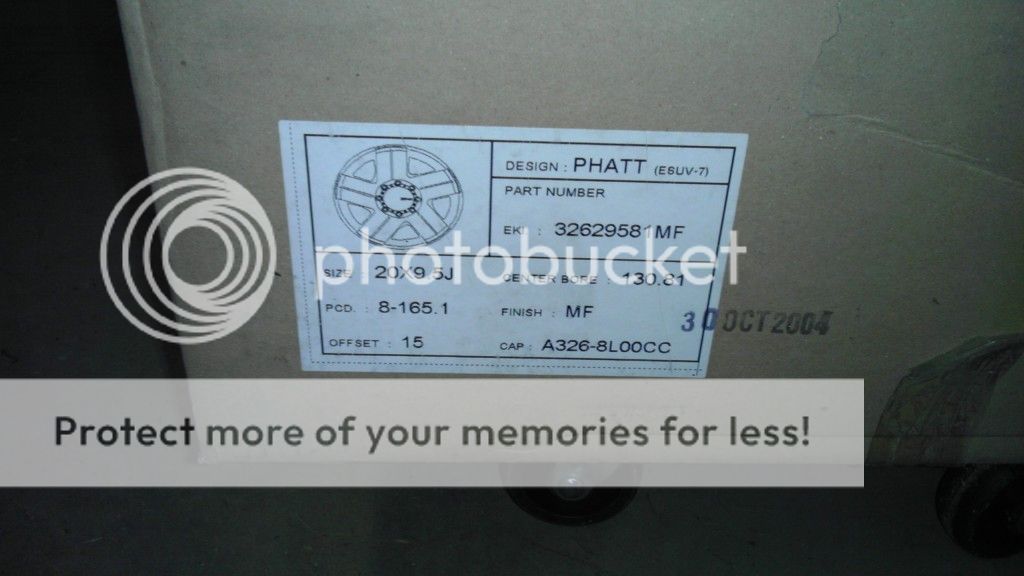 DESIGN : PHATT (ESUV-7)
PART NUMBER
EKI : 32629581MF
SIZE : 20X9.5J
CENTER BORE : 130.81
PCD. : 8-165.1
FINISH : MF
OFFSET : 15
CAP : A326-8L00CC
30 OCT 2004
photobucket
Protect more of your memories for less!